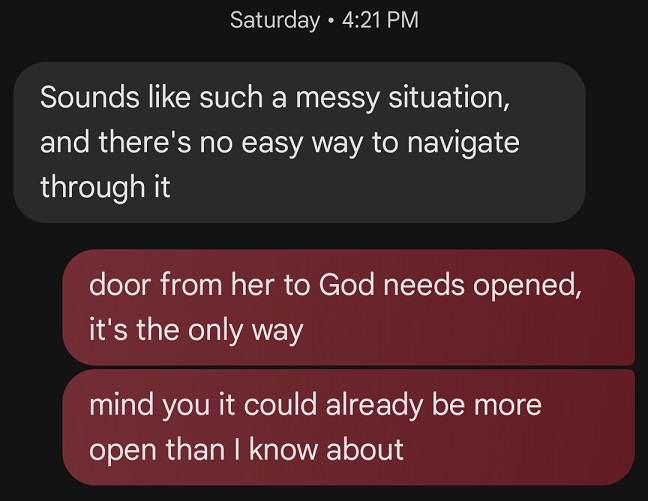 Saturday • 4:21 PM
Sounds like such a messy situation,
and there's no easy way to navigate
through it
door from her to God needs opened,
it's the only way
mind you it could already be more
open than I know about